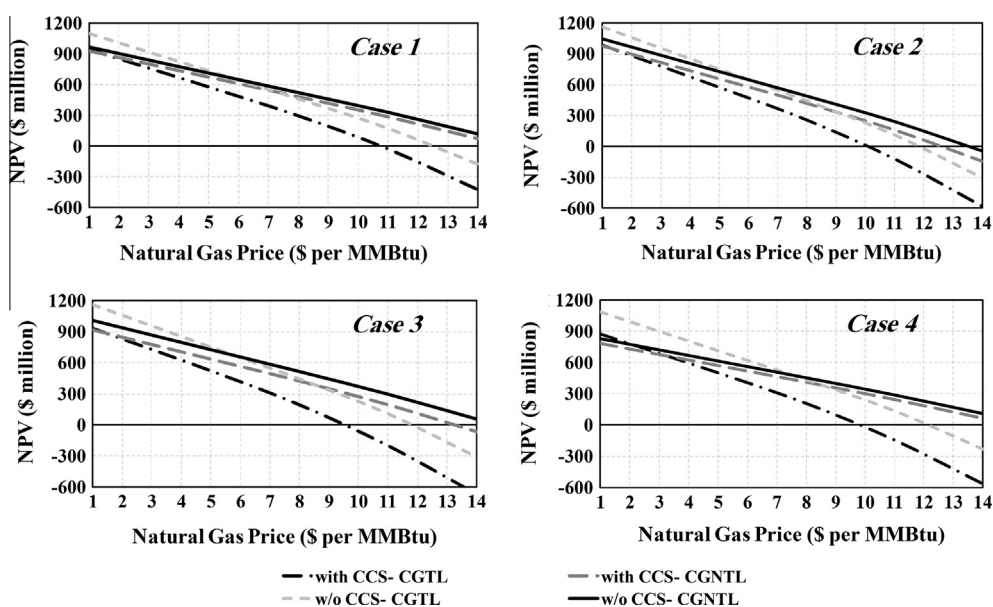 1200
900
600
300
0
-300
-600
NPV ($ million)
Case 1
1 2 3 4 5 6 7 8 9 10 11 12 13 14
Natural Gas Price ($ per MMBtu)
1200
900
600
300
0
-300
-600
NPV ($ million)
Case 2
1 2 3 4 5 6 7 8 9 10 11 12 13 14
Natural Gas Price ($ per MMBtu)
1200
900
600
300
0
-300
-600
NPV ($ million)
Case 3
1 2 3 4 5 6 7 8 9 10 11 12 13 14
Natural Gas Price ($ per MMBtu)
1200
900
600
300
0
-300
-600
NPV ($ million)
Case 4
1 2 3 4 5 6 7 8 9 10 11 12 13 14
Natural Gas Price ($ per MMBtu)
with CCS- CGTL
with CCS- CGNTL
w/o CCS- CGTL
w/o CCS- CGNTL